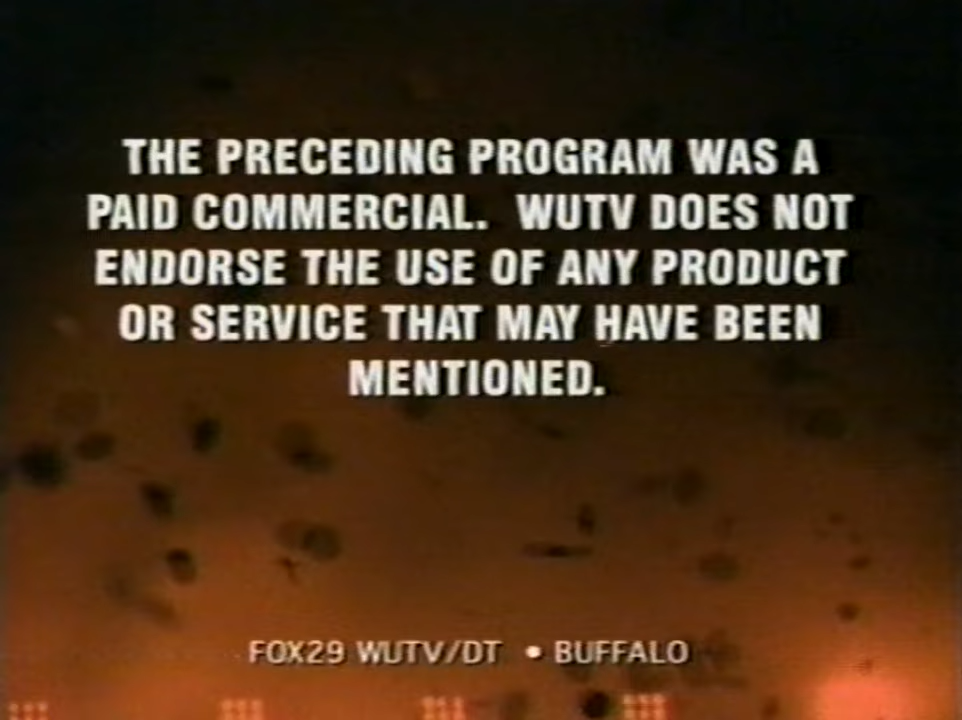 THE PRECEDING PROGRAM WAS A
PAID COMMERCIAL.  WUTV DOES NOT
ENDORSE THE USE OF ANY PRODUCT
OR SERVICE THAT MAY HAVE BEEN
MENTIONED.
FOX29 WUTV/DT • BUFFALO